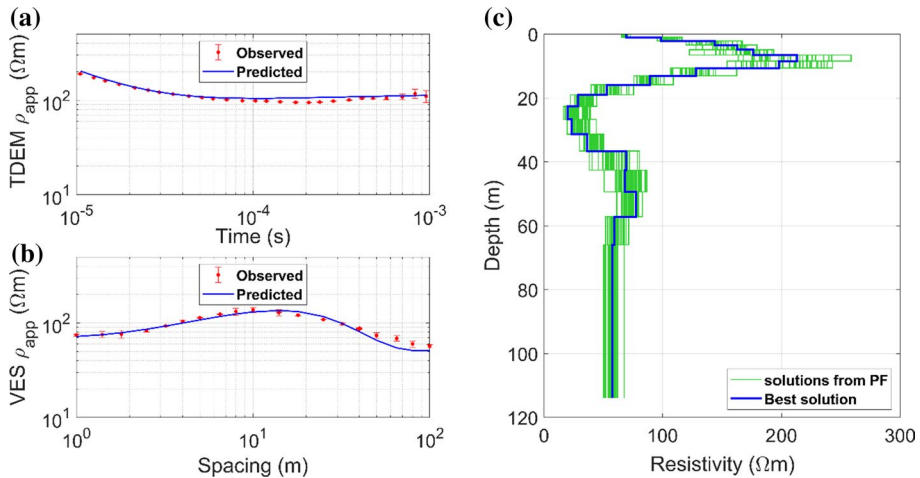 (a)
TDEM ρapp (Ωm)
10²
10¹
Observed
Predicted
10⁻⁵
10⁻⁴
10⁻³
Time (s)
(b)
VES ρapp (Ωm)
10²
10¹
Observed
Predicted
10⁰
10¹
10²
Spacing (m)
(c)
Depth (m)
0
20
40
60
80
100
120
solutions from PF
Best solution
0
100
200
300
Resistivity (Ωm)